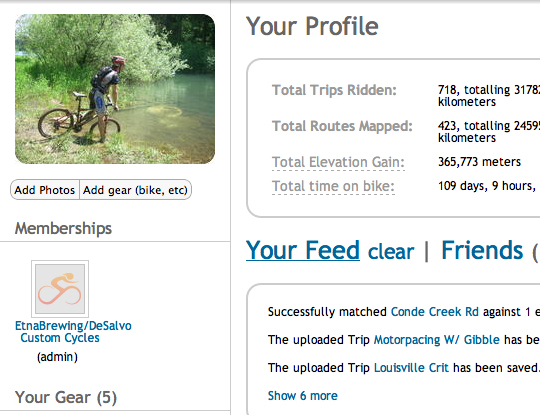 Your Profile
Total Trips Ridden: 718, totalling
kilometers
Total Routes Mapped: 423, totalling
kilometers
Total Elevation Gain: 365,773 meters
Total time on bike: 109 days, 9 hours,
Add Photos Add gear (bike, etc)
Memberships
EtnaBrewing/DeSalvo
Custom Cycles
(admin)
Your Gear (5)
Your Feed clear | Friends (
Successfully matched Conde Creek Rd against 1
The uploaded Trip Motorpacing W/ Gibble has
The uploaded Trip Louisville Crit has been saved.
Show 6 more